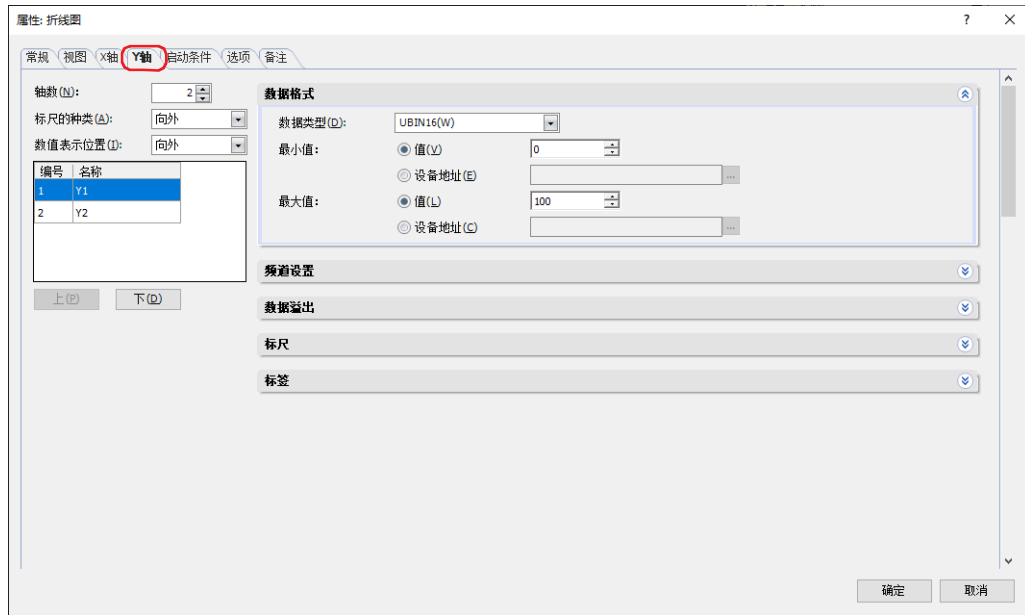 属性: 折线图
常规 视图 X轴 Y轴 启动条件 选项 备注
轴数(N): 2
标尺的种类(A): 向外
数值表示位置(I): 向外
编号 名称
1 Y1
2 Y2
上(P) 下(D)
数据格式
数据类型(D): UBIN16(W)
最小值: 值(V) 0
设备地址(E) ...
最大值: 值(L) 100
设备地址(C) ...
频道设置
数据溢出
标尺
标签
确定 取消